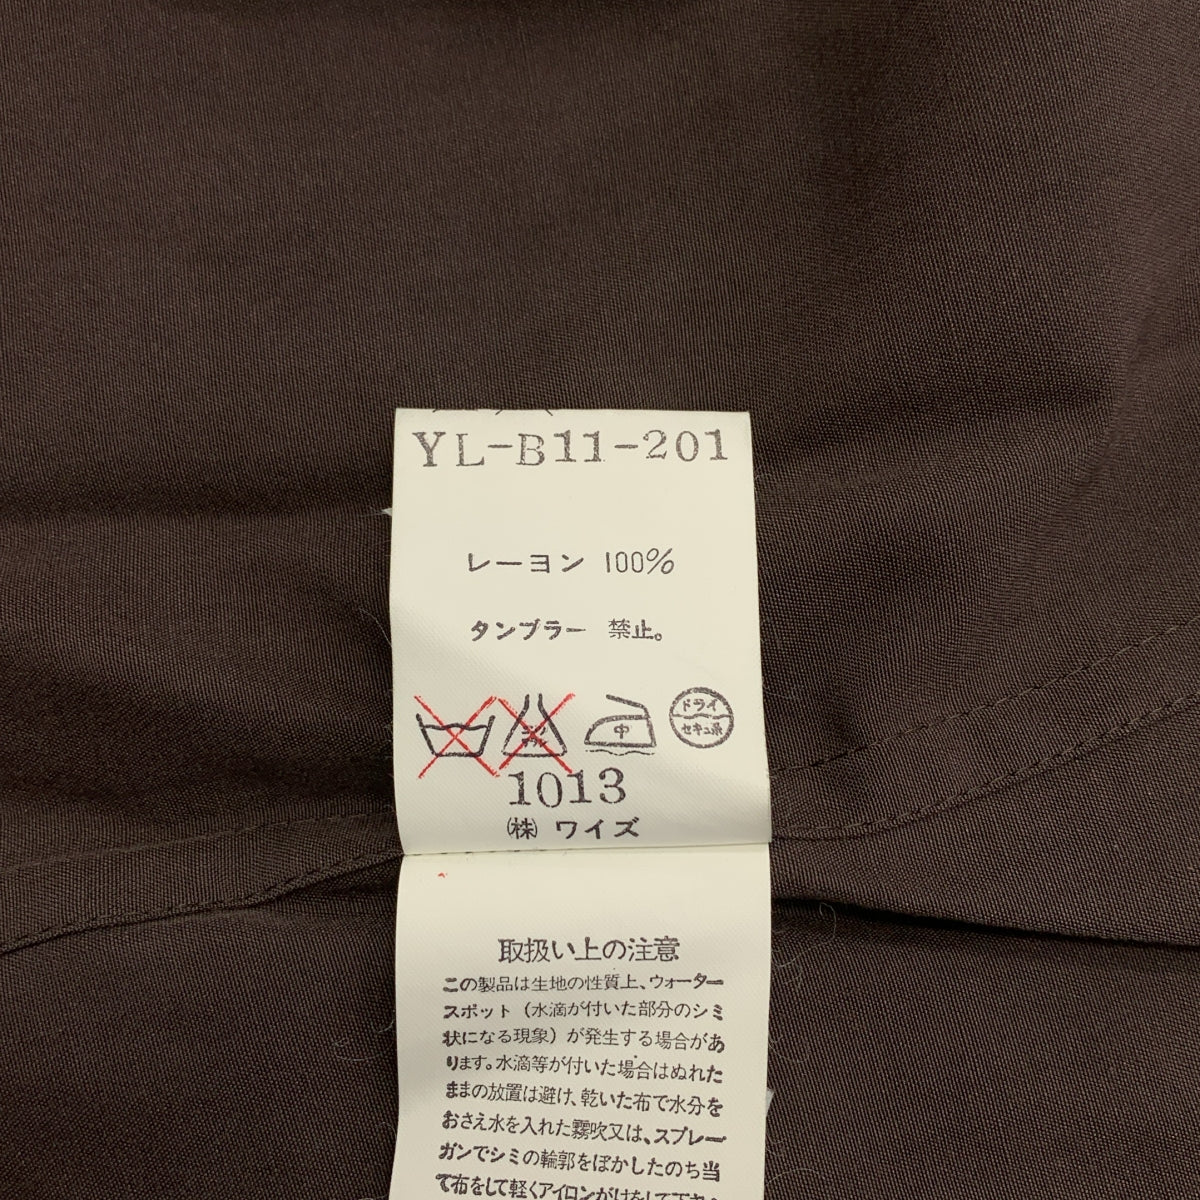 YL-B11-201
レーヨン 100%
タンブラー 禁止。
中
ドライ
セキユ系
1013
㈱ ワイズ
取扱い上の注意
この製品は生地の性質上、ウォーター
スポット（水滴が付いた部分のシミ
状になる現象）が発生する場合があ
ります。水滴等が付いた場合はぬれた
ままの放置は避け、乾いた布で水分を
おさえ水を入れた霧吹又は、スプレー
ガンでシミの輪郭をぼかしたのち当
て布をして軽くアイロンがけをして下さい